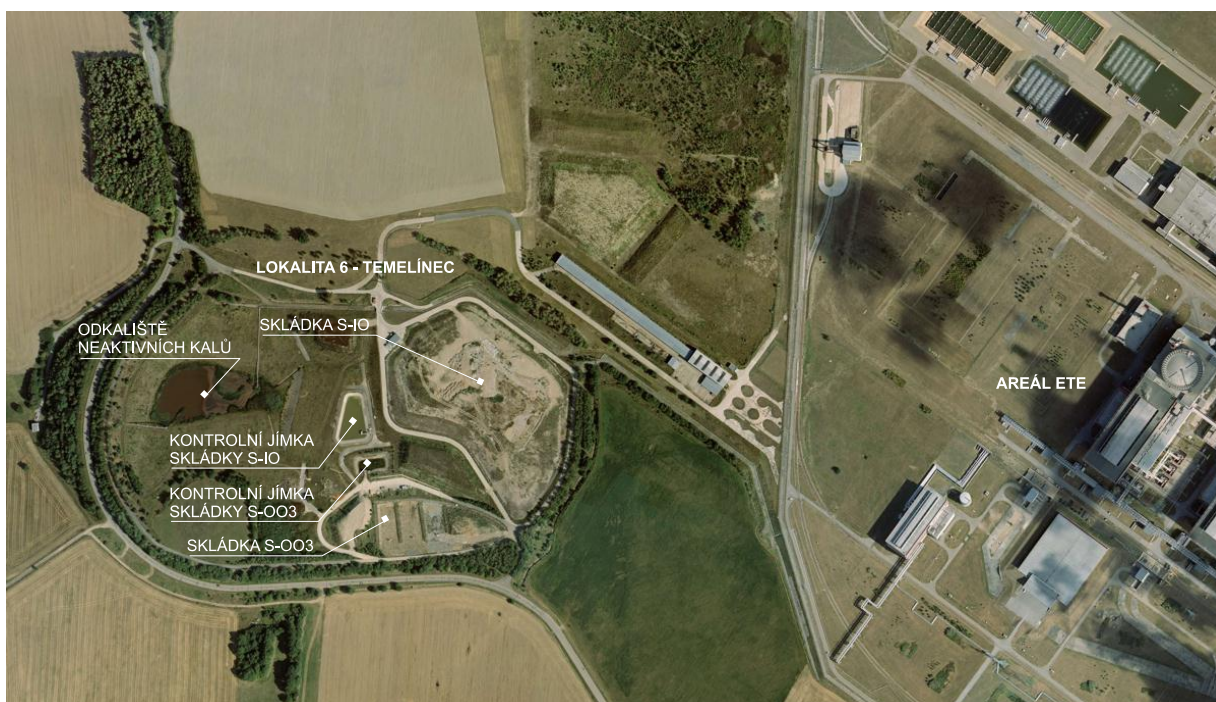 LOKALITA 6 - TEMELÍNEC
SKLÁDKA S-IO
ODKALIŠTĚ
NEAKTIVNÍCH KALŮ
AREÁL ETE
KONTROLNÍ JÍMKA
SKLÁDKY S-IO
KONTROLNÍ JÍMKA
SKLÁDKY S-OO3
SKLÁDKA S-OO3